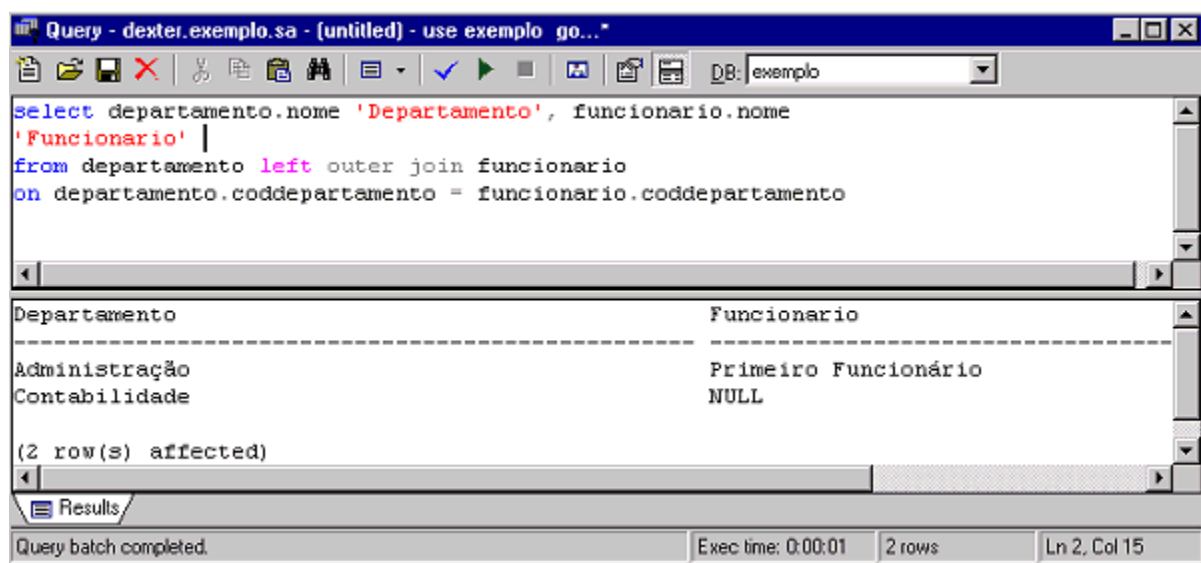 Query - dexter.exemplo.sa - (untitled) - use exemplo go...*
DB: exemplo
select departamento.nome 'Departamento', funcionario.nome
'Funcionario'
from departamento left outer join funcionario
on departamento.coddepartamento = funcionario.coddepartamento
Departamento Funcionario
Administração Primeiro Funcionário
Contabilidade NULL
(2 row(s) affected)
Results
Query batch completed. Exec time: 0:00:01 2 rows Ln 2, Col 15